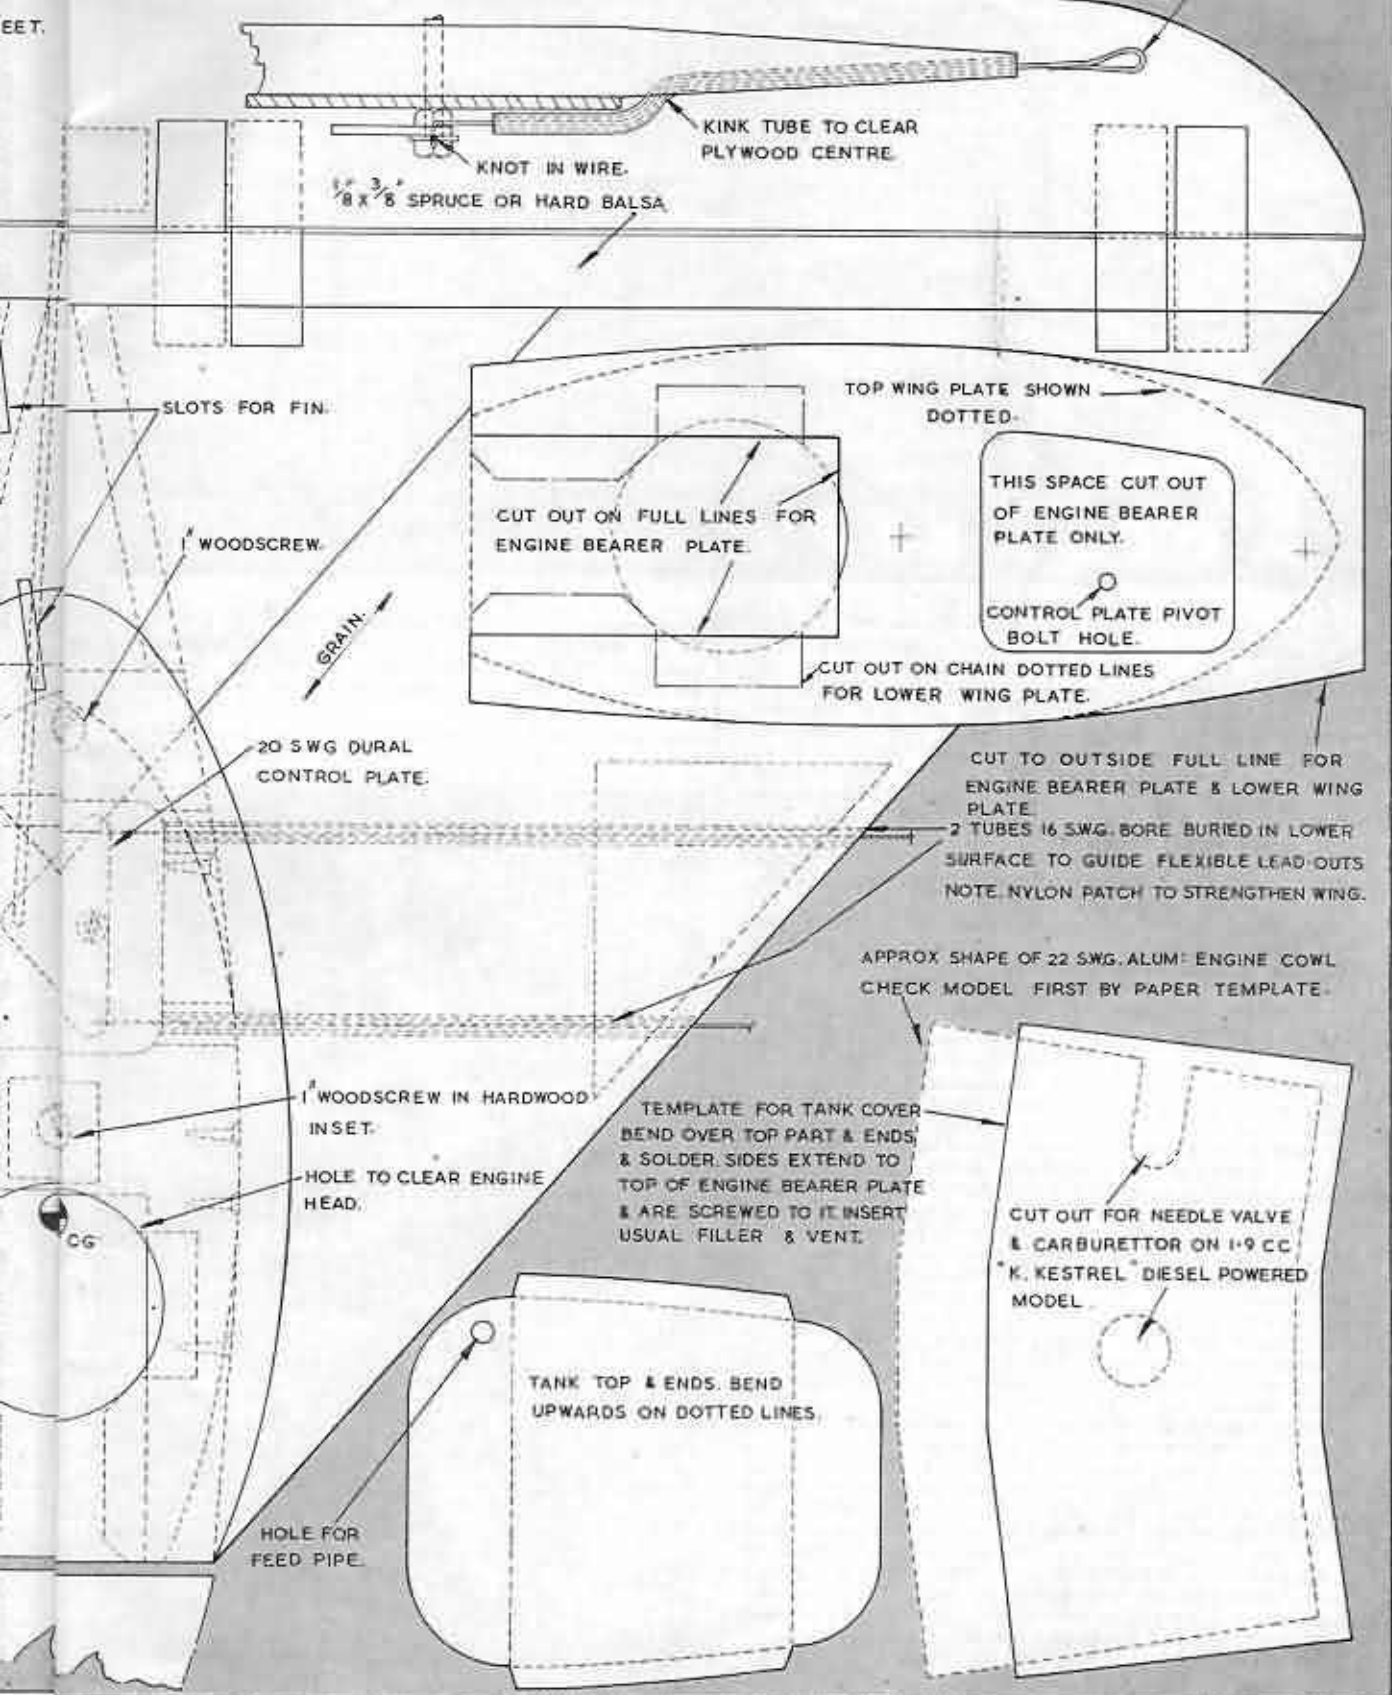 EET.
KINK TUBE TO CLEAR
PLYWOOD CENTRE.
KNOT IN WIRE.
1/8" X 3/8" SPRUCE OR HARD BALSA
SLOTS FOR FIN.
TOP WING PLATE SHOWN
DOTTED.
THIS SPACE CUT OUT
OF ENGINE BEARER
PLATE ONLY.
CUT OUT ON FULL LINES FOR
ENGINE BEARER PLATE.
1" WOODSCREW.
CONTROL PLATE PIVOT
BOLT HOLE.
GRAIN.
CUT OUT ON CHAIN DOTTED LINES
FOR LOWER WING PLATE.
20 SWG DURAL
CONTROL PLATE.
CUT TO OUTSIDE FULL LINE FOR
ENGINE BEARER PLATE & LOWER WING
PLATE.
2 TUBES 16 S.W.G. BORE BURIED IN LOWER
SURFACE TO GUIDE FLEXIBLE LEAD-OUTS
NOTE. NYLON PATCH TO STRENGTHEN WING.
APPROX SHAPE OF 22 S.W.G. ALUM: ENGINE COWL
CHECK MODEL FIRST BY PAPER TEMPLATE.
1" WOODSCREW IN HARDWOOD
INSET.
TEMPLATE FOR TANK COVER
BEND OVER TOP PART & ENDS
& SOLDER. SIDES EXTEND TO
TOP OF ENGINE BEARER PLATE
& ARE SCREWED TO IT. INSERT
USUAL FILLER & VENT.
HOLE TO CLEAR ENGINE
HEAD.
CG
CUT OUT FOR NEEDLE VALVE
& CARBURETTOR ON 1·9 CC
"K. KESTREL" DIESEL POWERED
MODEL.
TANK TOP & ENDS. BEND
UPWARDS ON DOTTED LINES.
HOLE FOR
FEED PIPE.